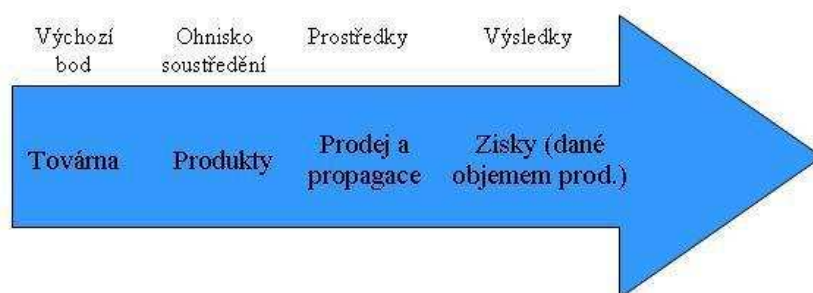 Výchozí bod
Ohnisko soustředění
Prostředky
Výsledky
Továrna
Produkty
Prodej a propagace
Zisky (dané objemem prod.)